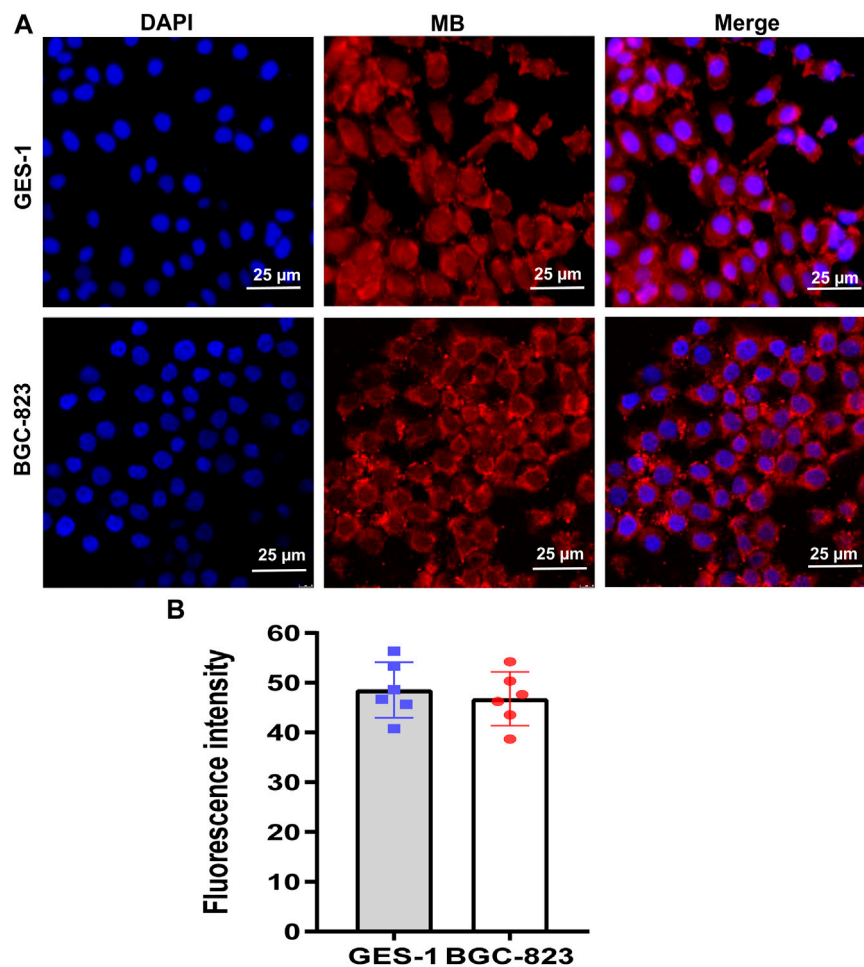 A
DAPI MB Merge
GES-1
25 µm 25 µm 25 µm
BGC-823
25 µm 25 µm 25 µm
B
Fluorescence intensity
60
50
40
30
20
10
0
GES-1 BGC-823